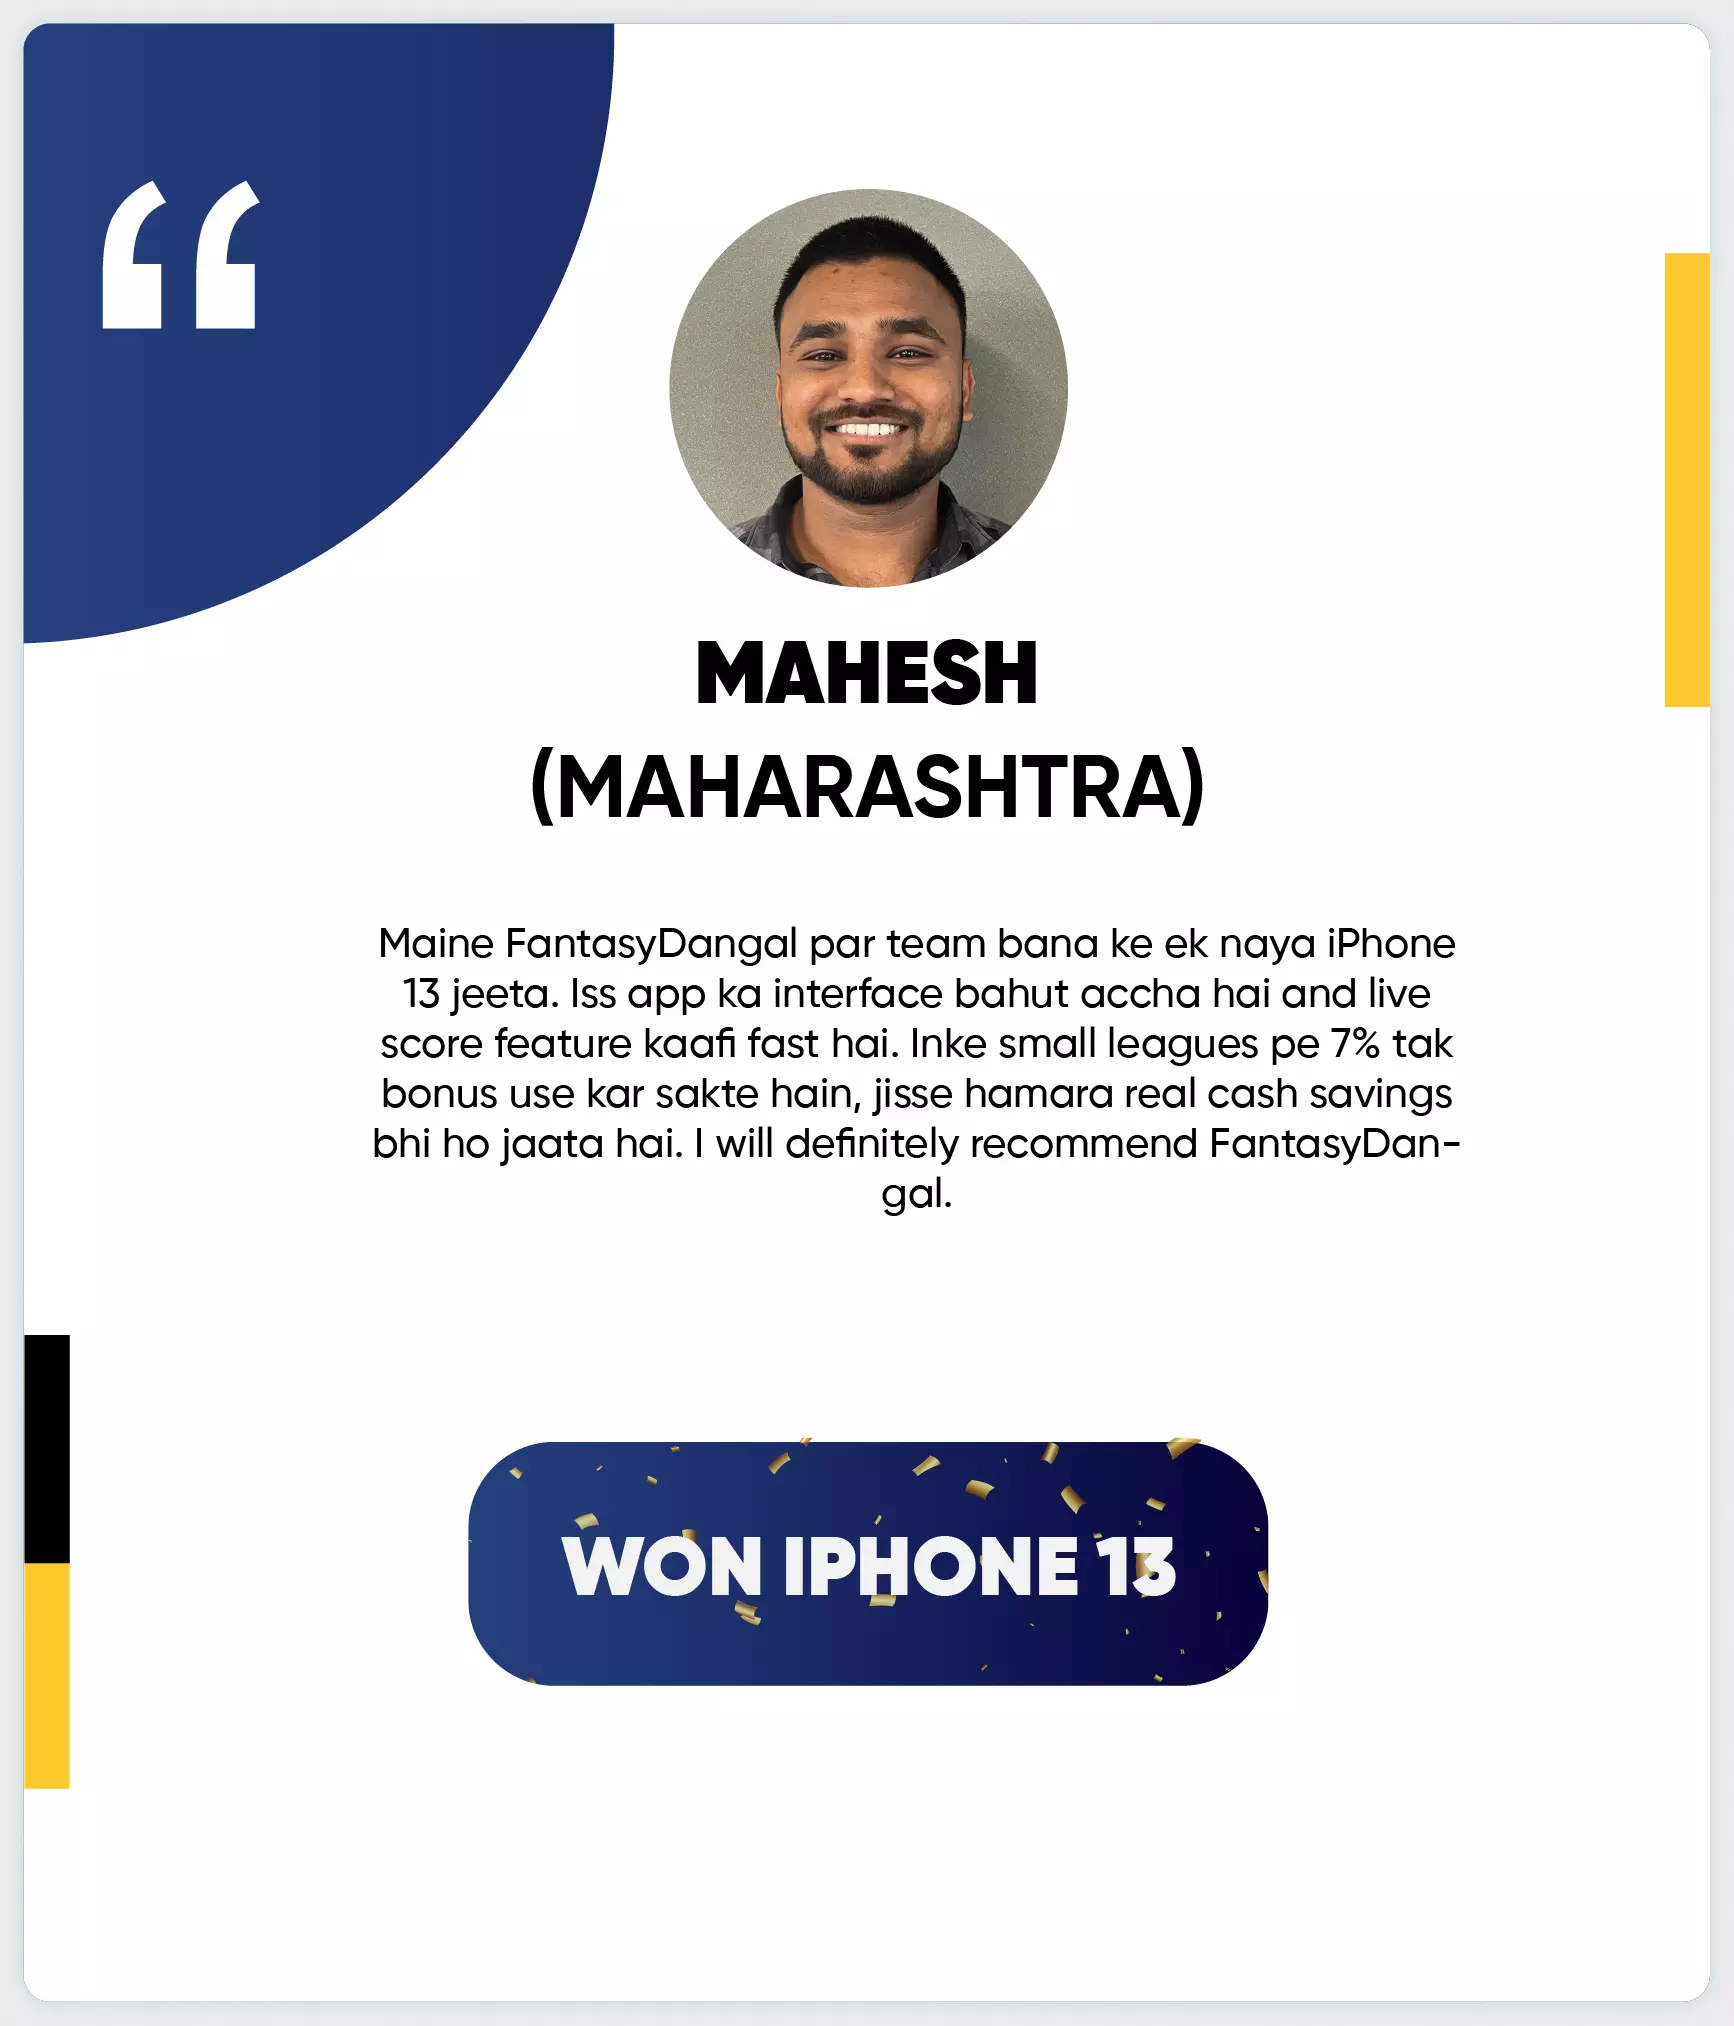 “
MAHESH
(MAHARASHTRA)
Maine FantasyDangal par team bana ke ek naya iPhone
13 jeeta. Iss app ka interface bahut accha hai and live
score feature kaafi fast hai. Inke small leagues pe 7% tak
bonus use kar sakte hain, jisse hamara real cash savings
bhi ho jaata hai. I will definitely recommend FantasyDan-
gal.
WON IPHONE 13